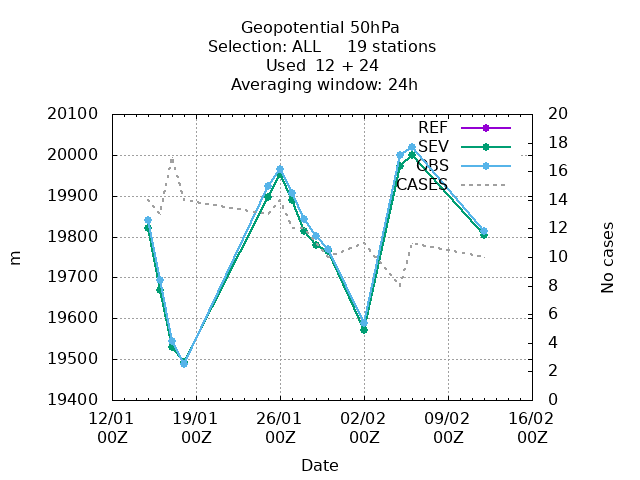 Geopotential 50hPa
Selection: ALL     19 stations
Used  12 + 24
Averaging window: 24h
20100
20000
19900
19800
19700
19600
19500
19400
m
20
18
16
14
12
10
8
6
4
2
0
No cases
REF
SEV
OBS
CASES
12/01 19/01 26/01 02/02 09/02 16/02
00Z 00Z 00Z 00Z 00Z 00Z
Date